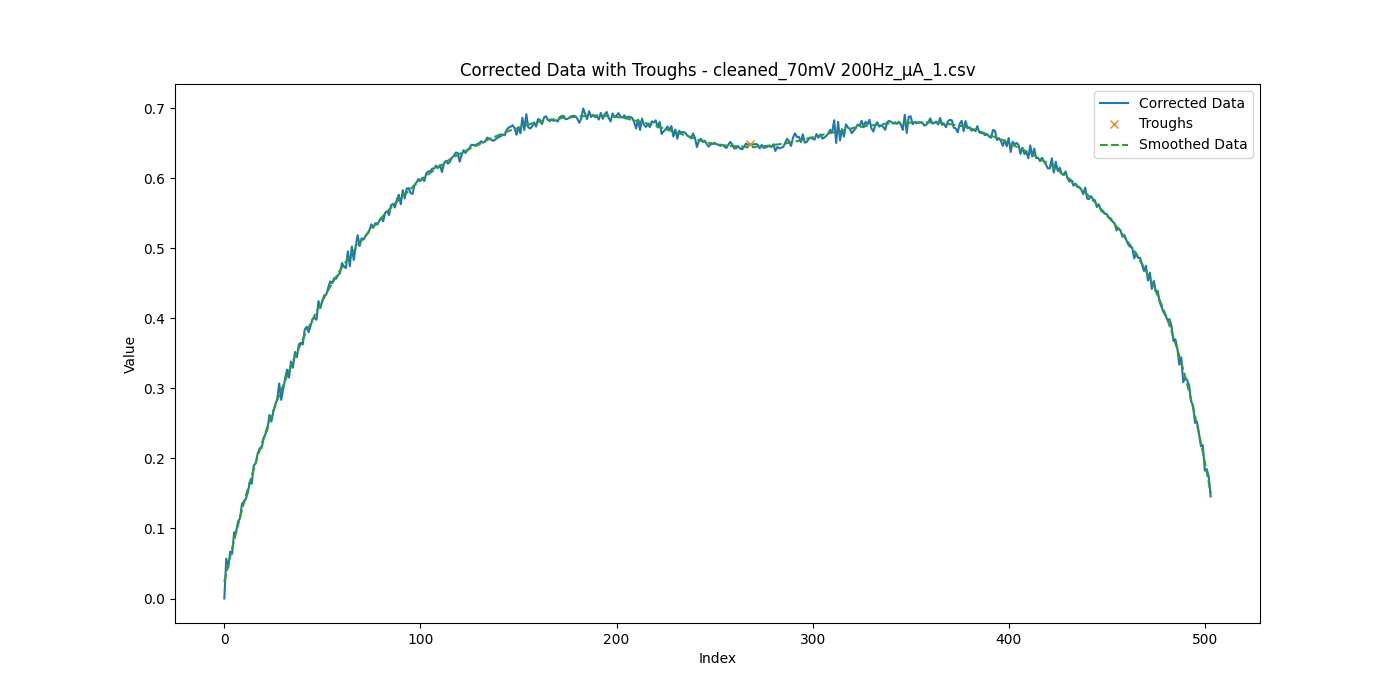 Corrected Data with Troughs - cleaned_70mV 200Hz_µA_1.csv
Corrected Data
Troughs
Smoothed Data
Value
0.7
0.6
0.5
0.4
0.3
0.2
0.1
0.0
0 100 200 300 400 500
Index